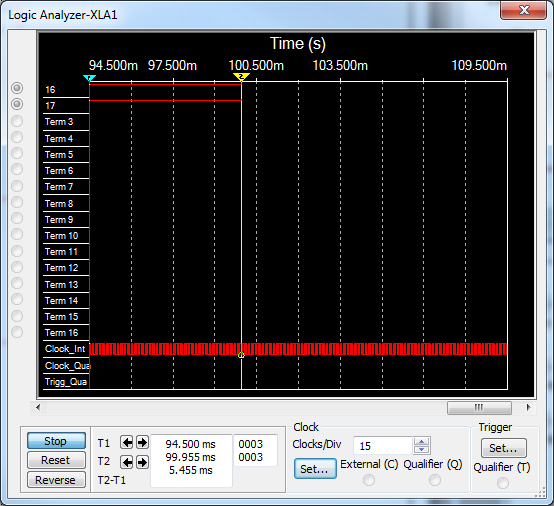 Logic Analyzer-XLA1
Time (s)
94.500m 97.500m 100.500m 103.500m 109.500m
1 2
16
17
Term 3
Term 4
Term 5
Term 6
Term 7
Term 8
Term 9
Term 10
Term 11
Term 12
Term 13
Term 14
Term 15
Term 16
Clock_Int
Clock_Qua
Trigg_Qua
Clock Trigger
Stop T1 94.500 ms 0003 Clocks/Div 15 Set...
Reset T2 99.955 ms 0003 Set... External (C) Qualifier (Q) Qualifier (T)
Reverse T2-T1 5.455 ms